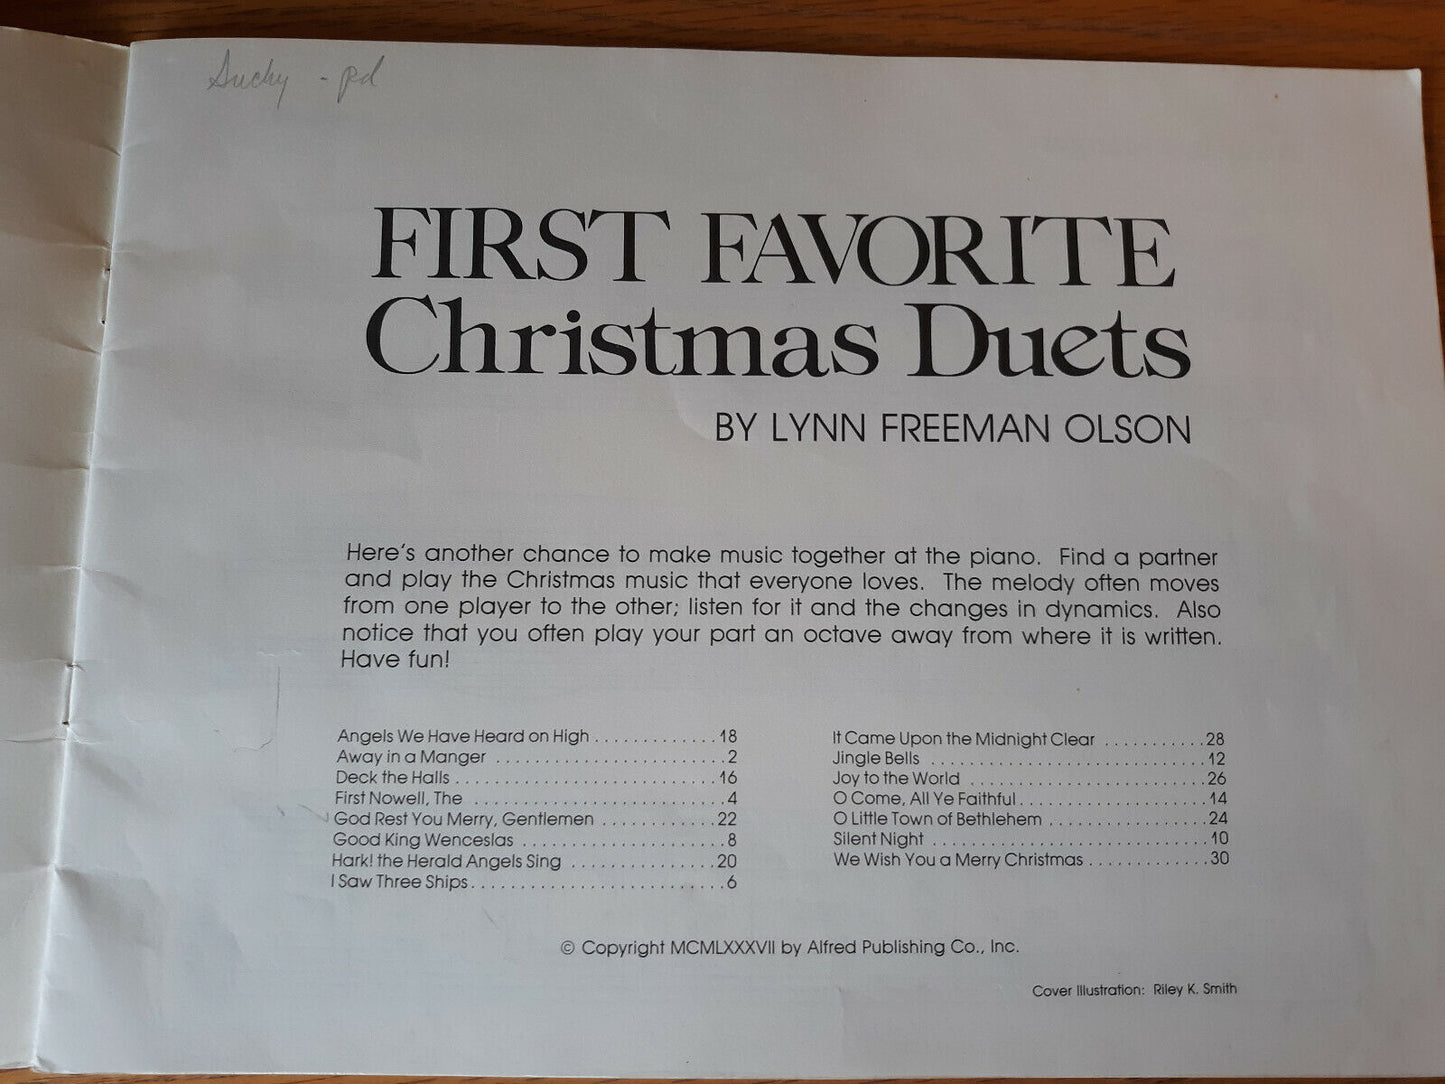 - pd
FIRST FAVORITE
Christmas Duets
BY LYNN FREEMAN OLSON
Here's another chance to make music together at the piano. Find a partner
and play the Christmas music that everyone loves. The melody often moves
from one player to the other; listen for it and the changes in dynamics. Also
notice that you often play your part an octave away from where it is written.
Have fun!
Angels We Have Heard on High . . . . . . . . . . . . . 18
Away in a Manger . . . . . . . . . . . . . . . . . . . . . . . . 2
Deck the Halls . . . . . . . . . . . . . . . . . . . . . . . . . . . 16
First Nowell, The . . . . . . . . . . . . . . . . . . . . . . . . . . 4
God Rest You Merry, Gentlemen . . . . . . . . . . . . 22
Good King Wenceslas . . . . . . . . . . . . . . . . . . . . . 8
Hark! the Herald Angels Sing . . . . . . . . . . . . . . . 20
I Saw Three Ships . . . . . . . . . . . . . . . . . . . . . . . . . . 6
It Came Upon the Midnight Clear . . . . . . . . . . . 28
Jingle Bells . . . . . . . . . . . . . . . . . . . . . . . . . . . . . 12
Joy to the World . . . . . . . . . . . . . . . . . . . . . . . . . 26
O Come, All Ye Faithful . . . . . . . . . . . . . . . . . . . . 14
O Little Town of Bethlehem . . . . . . . . . . . . . . . . . 24
Silent Night . . . . . . . . . . . . . . . . . . . . . . . . . . . . . 10
We Wish You a Merry Christmas . . . . . . . . . . . . . 30
© Copyright MCMLXXXVII by Alfred Publishing Co., Inc.
Cover Illustration: Riley K. Smith